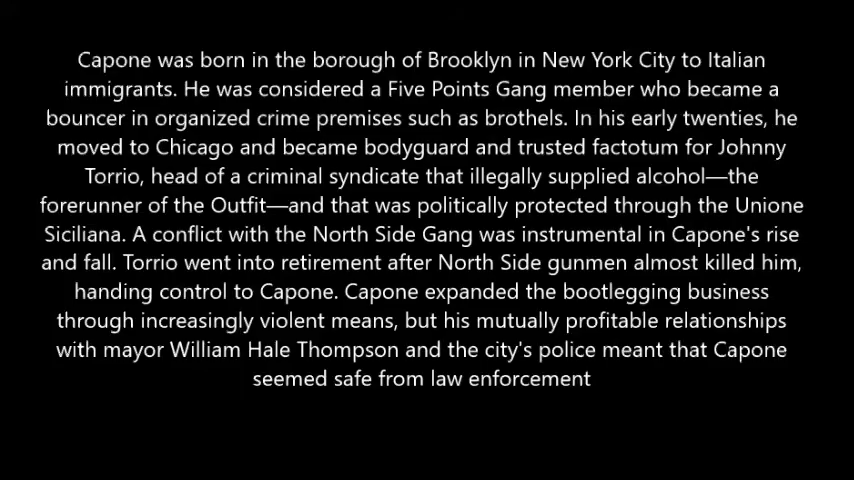 Capone was born in the borough of Brooklyn in New York City to Italian
immigrants. He was considered a Five Points Gang member who became a
bouncer in organized crime premises such as brothels. In his early twenties, he
moved to Chicago and became bodyguard and trusted factotum for Johnny
Torrio, head of a criminal syndicate that illegally supplied alcohol—the
forerunner of the Outfit—and that was politically protected through the Unione
Siciliana. A conflict with the North Side Gang was instrumental in Capone's rise
and fall. Torrio went into retirement after North Side gunmen almost killed him,
handing control to Capone. Capone expanded the bootlegging business
through increasingly violent means, but his mutually profitable relationships
with mayor William Hale Thompson and the city's police meant that Capone
seemed safe from law enforcement